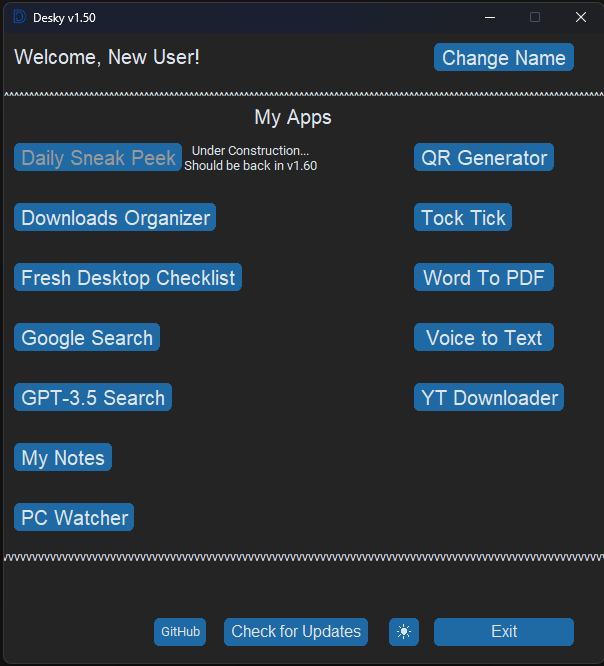 Desky v1.50
Welcome, New User!
Change Name
My Apps
Daily Sneak Peek
Under Construction...
Should be back in v1.60
QR Generator
Downloads Organizer
Tock Tick
Fresh Desktop Checklist
Word To PDF
Google Search
Voice to Text
GPT-3.5 Search
YT Downloader
My Notes
PC Watcher
GitHub
Check for Updates
Exit